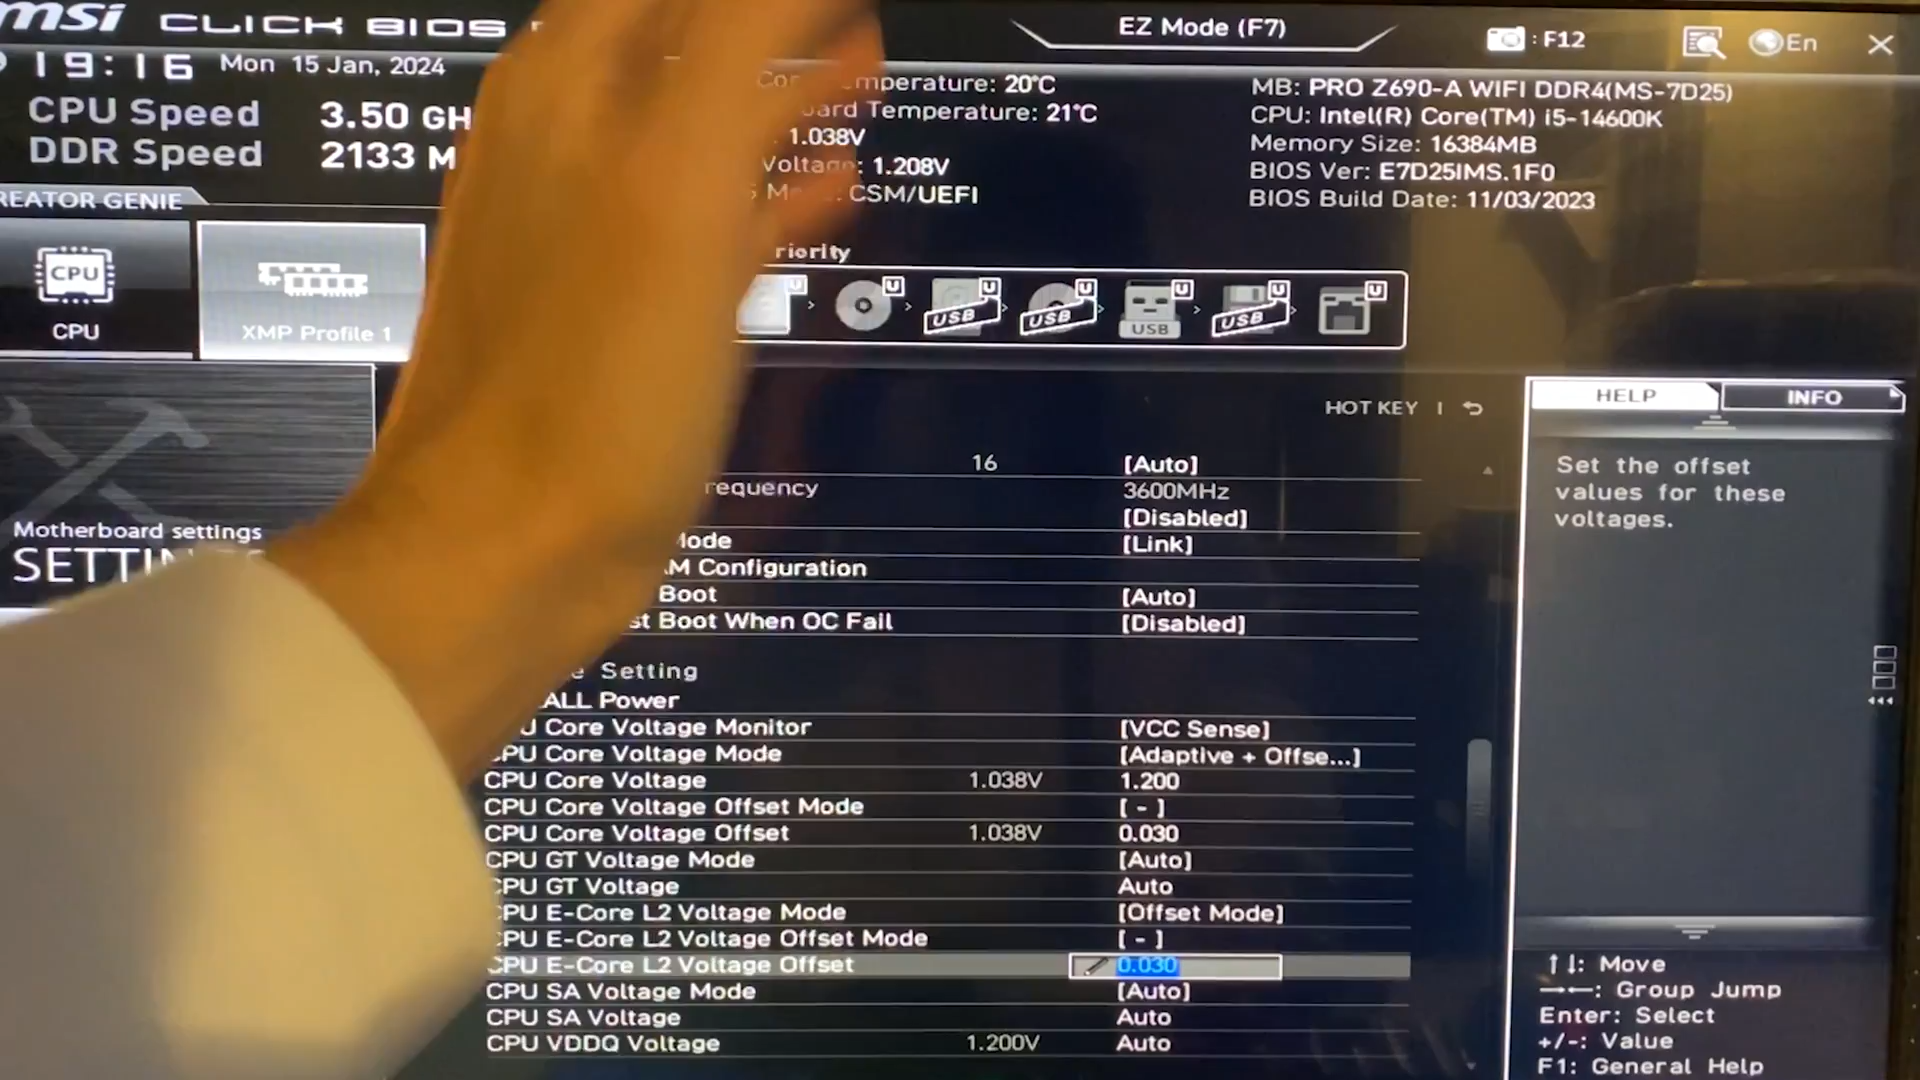 msi CLICK BIOS
EZ Mode (F7)
: F12
En
19:16 Mon 15 Jan, 2024
CPU Speed 3.50 GH
DDR Speed 2133 M
mperature: 20°C
ard Temperature: 21°C
: 1.038V
Voltage: 1.208V
CSM/UEFI
MB: PRO Z690-A WIFI DDR4(MS-7D25)
CPU: Intel(R) Core(TM) i5-14600K
Memory Size: 16384MB
BIOS Ver: E7D25IMS.1F0
BIOS Build Date: 11/03/2023
REATOR GENIE
CPU
CPU
XMP Profile 1
riority
U U U U U U U
USB USB USB USB
HOT KEY |
HELP
INFO
Set the offset
values for these
voltages.
Motherboard settings
SETTI
16 [Auto]
requency 3600MHz
[Disabled]
ode [Link]
M Configuration
Boot [Auto]
st Boot When OC Fail [Disabled]
e Setting
ALL Power
U Core Voltage Monitor [VCC Sense]
CPU Core Voltage Mode [Adaptive + Offse...]
CPU Core Voltage 1.038V 1.200
CPU Core Voltage Offset Mode [ - ]
CPU Core Voltage Offset 1.038V 0.030
CPU GT Voltage Mode [Auto]
CPU GT Voltage Auto
CPU E-Core L2 Voltage Mode [Offset Mode]
CPU E-Core L2 Voltage Offset Mode [ - ]
CPU E-Core L2 Voltage Offset 0.030
CPU SA Voltage Mode [Auto]
CPU SA Voltage Auto
CPU VDDQ Voltage 1.200V Auto
↑↓: Move
→←: Group Jump
Enter: Select
+/-: Value
F1: General Help